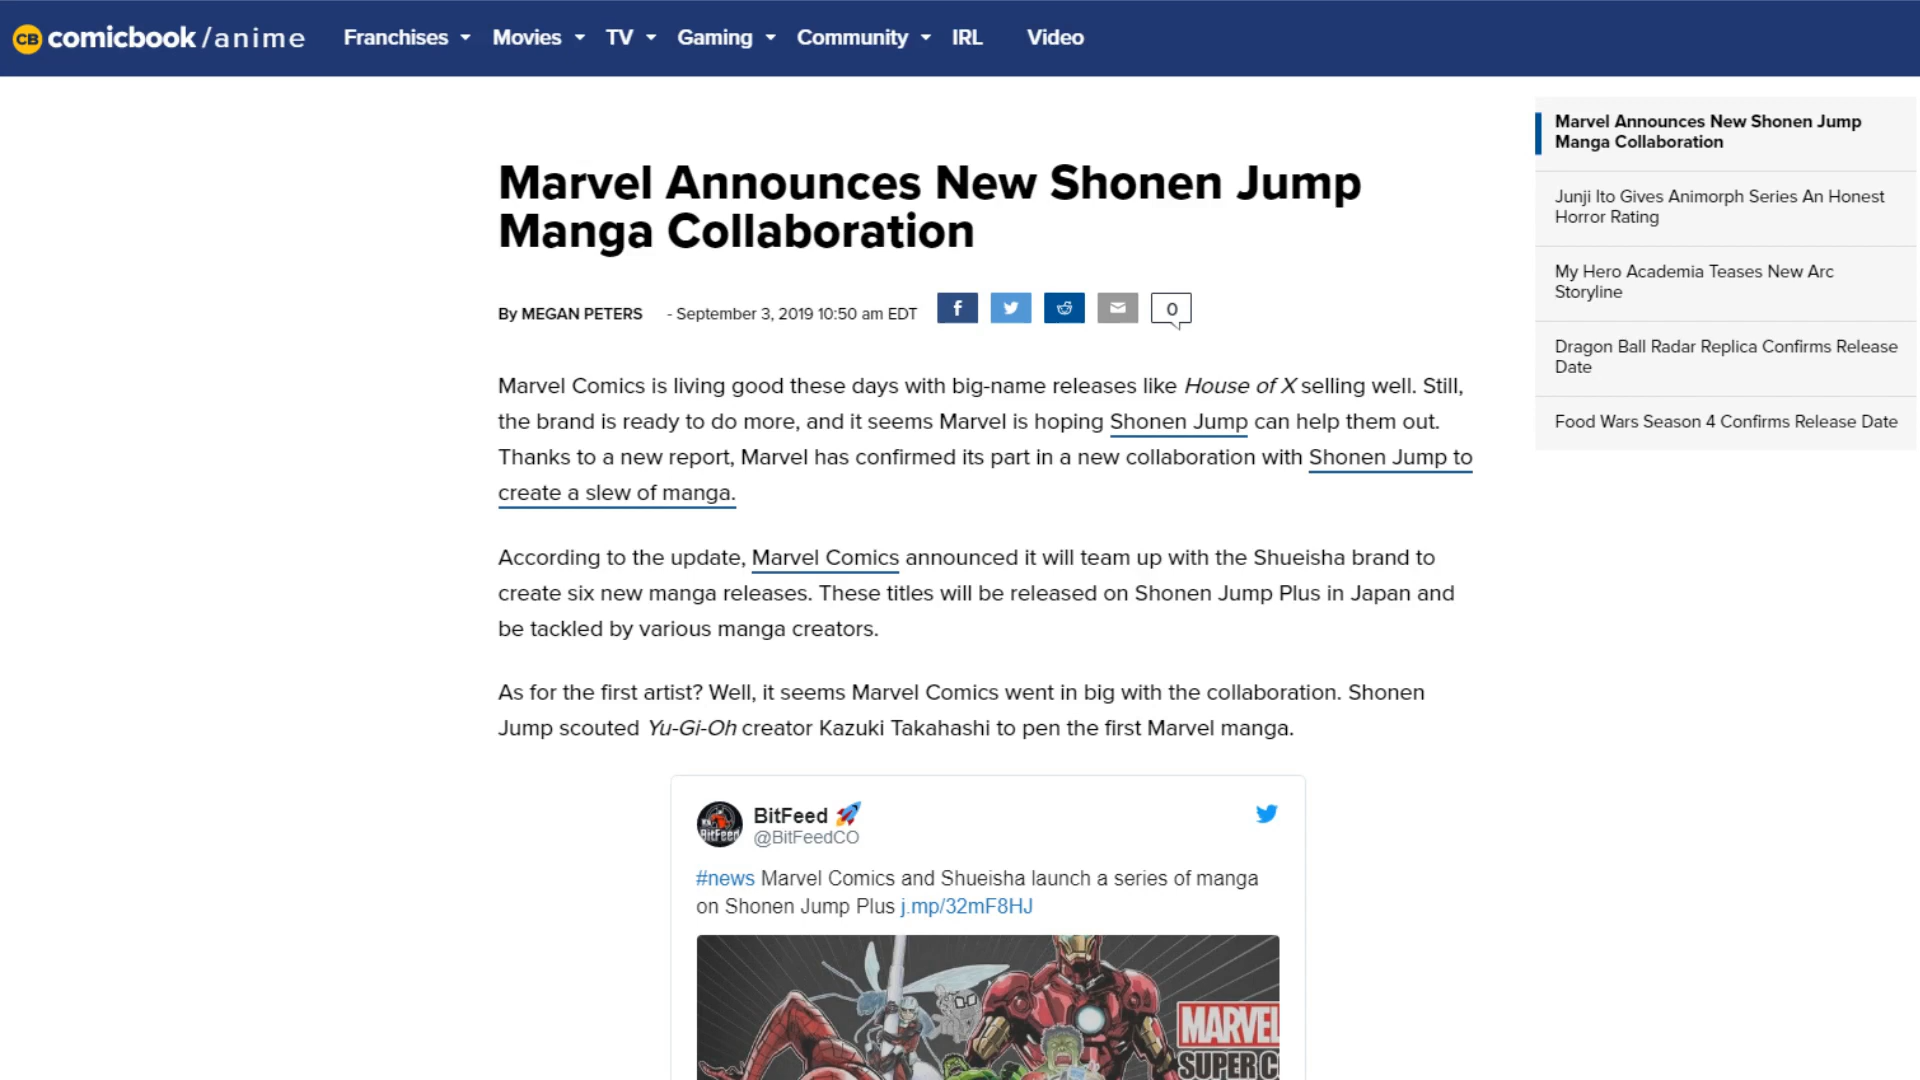 CB comicbook/anime Franchises Movies TV Gaming Community IRL Video
Marvel Announces New Shonen Jump
Manga Collaboration
By MEGAN PETERS - September 3, 2019 10:50 am EDT f 0
Marvel Comics is living good these days with big-name releases like House of X selling well. Still,
the brand is ready to do more, and it seems Marvel is hoping Shonen Jump can help them out.
Thanks to a new report, Marvel has confirmed its part in a new collaboration with Shonen Jump to
create a slew of manga.
According to the update, Marvel Comics announced it will team up with the Shueisha brand to
create six new manga releases. These titles will be released on Shonen Jump Plus in Japan and
be tackled by various manga creators.
As for the first artist? Well, it seems Marvel Comics went in big with the collaboration. Shonen
Jump scouted Yu-Gi-Oh creator Kazuki Takahashi to pen the first Marvel manga.
BitFeed
BitFeed
@BitFeedCO
#news Marvel Comics and Shueisha launch a series of manga
on Shonen Jump Plus j.mp/32mF8HJ
MARVEL
SUPER C
Marvel Announces New Shonen Jump
Manga Collaboration
Junji Ito Gives Animorph Series An Honest
Horror Rating
My Hero Academia Teases New Arc
Storyline
Dragon Ball Radar Replica Confirms Release
Date
Food Wars Season 4 Confirms Release Date